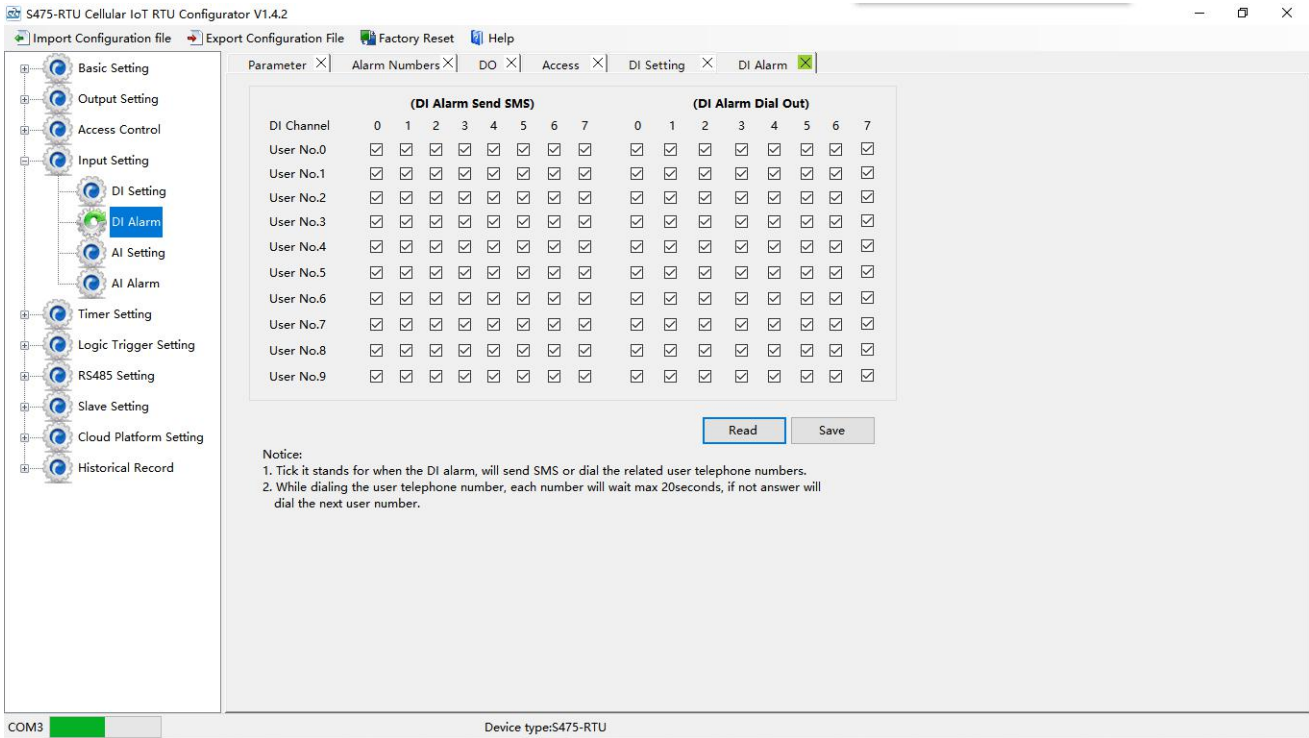 S475-RTU Cellular IoT RTU Configurator V1.4.2
Import Configuration file Export Configuration File Factory Reset Help
Basic Setting
Output Setting
Access Control
Input Setting
DI Setting
DI Alarm
AI Setting
AI Alarm
Timer Setting
Logic Trigger Setting
RS485 Setting
Slave Setting
Cloud Platform Setting
Historical Record
Parameter Alarm Numbers DO Access DI Setting DI Alarm
(DI Alarm Send SMS) (DI Alarm Dial Out)
DI Channel 0 1 2 3 4 5 6 7 0 1 2 3 4 5 6 7
User No.0
User No.1
User No.2
User No.3
User No.4
User No.5
User No.6
User No.7
User No.8
User No.9
Read Save
Notice:
1. Tick it stands for when the DI alarm, will send SMS or dial the related user telephone numbers.
2. While dialing the user telephone number, each number will wait max 20seconds, if not answer will
dial the next user number.
COM3 Device type:S475-RTU